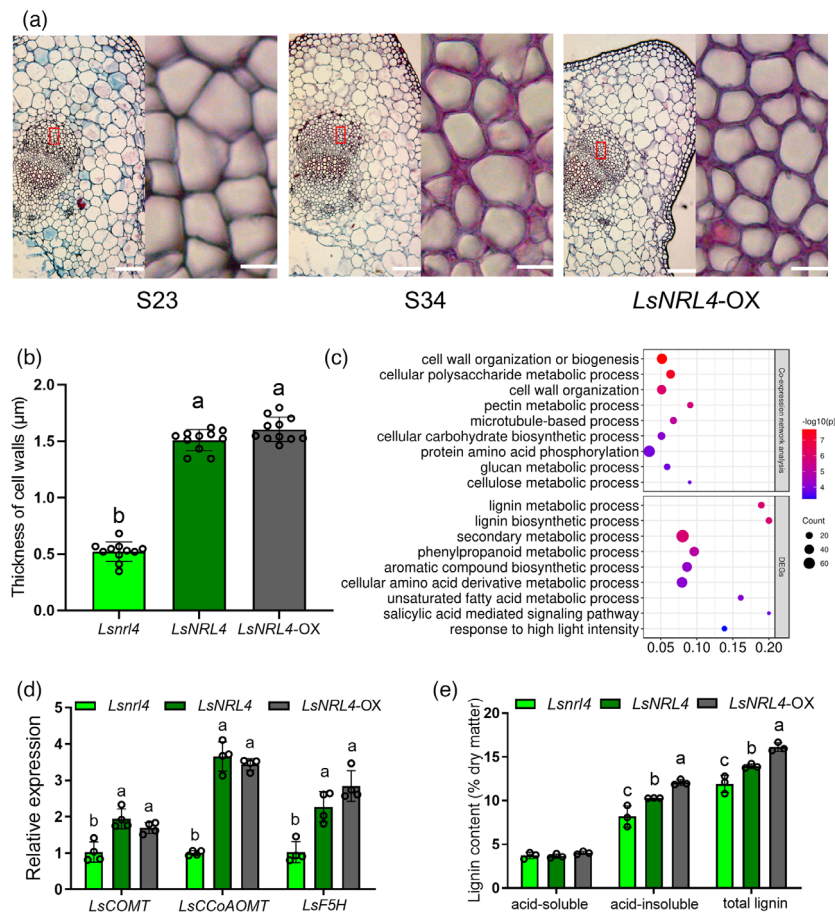 (a)
S23
S34
LsNRL4-OX
(b)
Thickness of cell walls (μm)
2.0
1.5
1.0
0.5
0.0
b
a
a
Lsnrl4
LsNRL4
LsNRL4-OX
(c)
cell wall organization or biogenesis
cellular polysaccharide metabolic process
cell wall organization
pectin metabolic process
microtubule-based process
cellular carbohydrate biosynthetic process
protein amino acid phosphorylation
glucan metabolic process
cellulose metabolic process
Co-expression network analysis
lignin metabolic process
lignin biosynthetic process
secondary metabolic process
phenylpropanoid metabolic process
aromatic compound biosynthetic process
cellular amino acid derivative metabolic process
unsaturated fatty acid metabolic process
salicylic acid mediated signaling pathway
response to high light intensity
DEGs
0.05 0.10 0.15 0.20
-log10(p)
7
6
5
4
Count
20
40
60
(d)
Lsnrl4 LsNRL4 LsNRL4-OX
Relative expression
5
4
3
2
1
0
b a a
b a a
b a a
LsCOMT LsCCoAOMT LsF5H
(e)
Lsnrl4 LsNRL4 LsNRL4-OX
Lignin content (% dry matter)
20
15
10
5
0
c b a
c b a
acid-soluble acid-insoluble total lignin